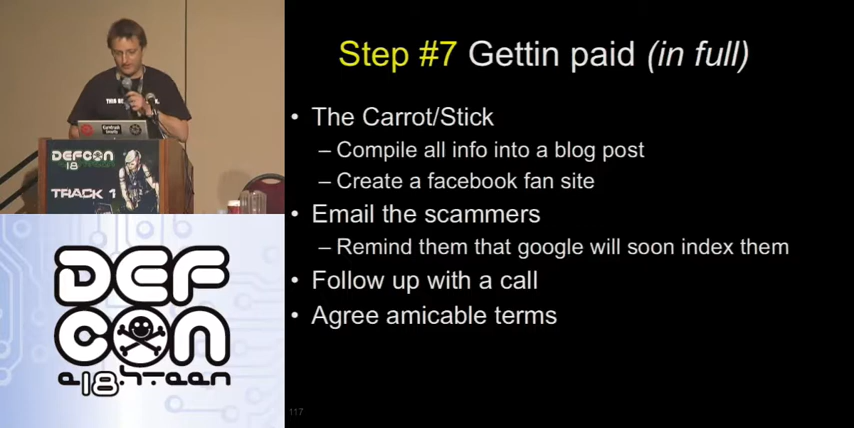 Step #7 Gettin paid (in full)
• The Carrot/Stick
– Compile all info into a blog post
– Create a facebook fan site
• Email the scammers
– Remind them that google will soon index them
• Follow up with a call
• Agree amicable terms
117
DEFCON
18
TRACK 1
DEF
CON